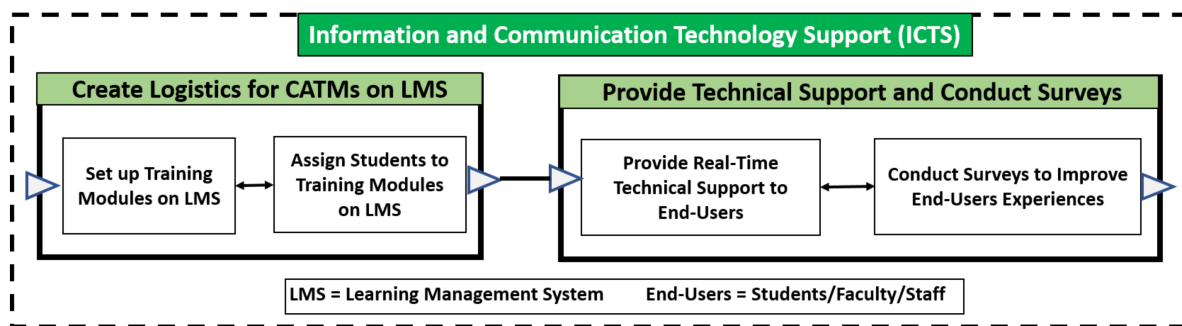 Information and Communication Technology Support (ICTS)
Create Logistics for CATMs on LMS
Set up Training
Modules on LMS
Assign Students to
Training Modules
on LMS
Provide Technical Support and Conduct Surveys
Provide Real-Time
Technical Support to
End-Users
Conduct Surveys to Improve
End-Users Experiences
LMS = Learning Management System End-Users = Students/Faculty/Staff